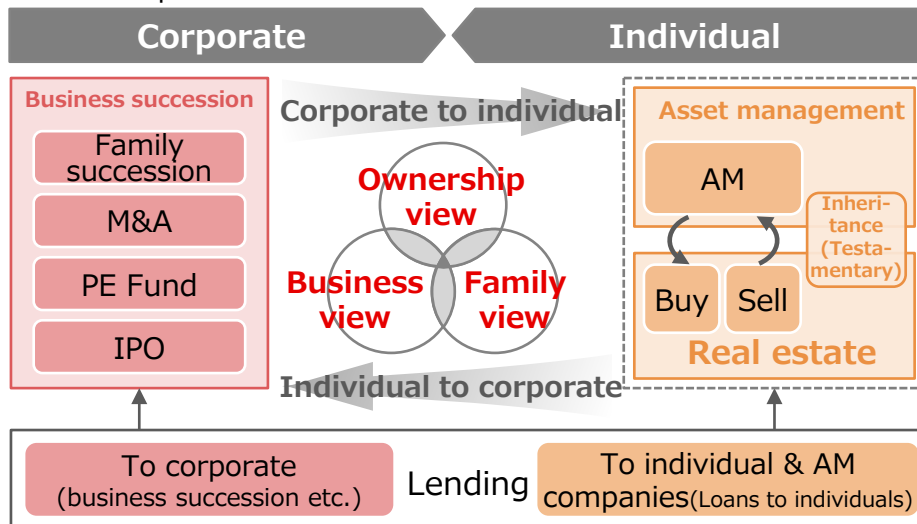 Corporate
Individual
Business succession
Family
succession
M&A
PE Fund
IPO
Corporate to individual
Ownership
view
Business
view
Family
view
Individual to corporate
Asset management
AM
Inheri-
tance
(Testa-
mentary)
Buy
Sell
Real estate
To corporate
(business succession etc.)
Lending
To individual & AM
companies(Loans to individuals)